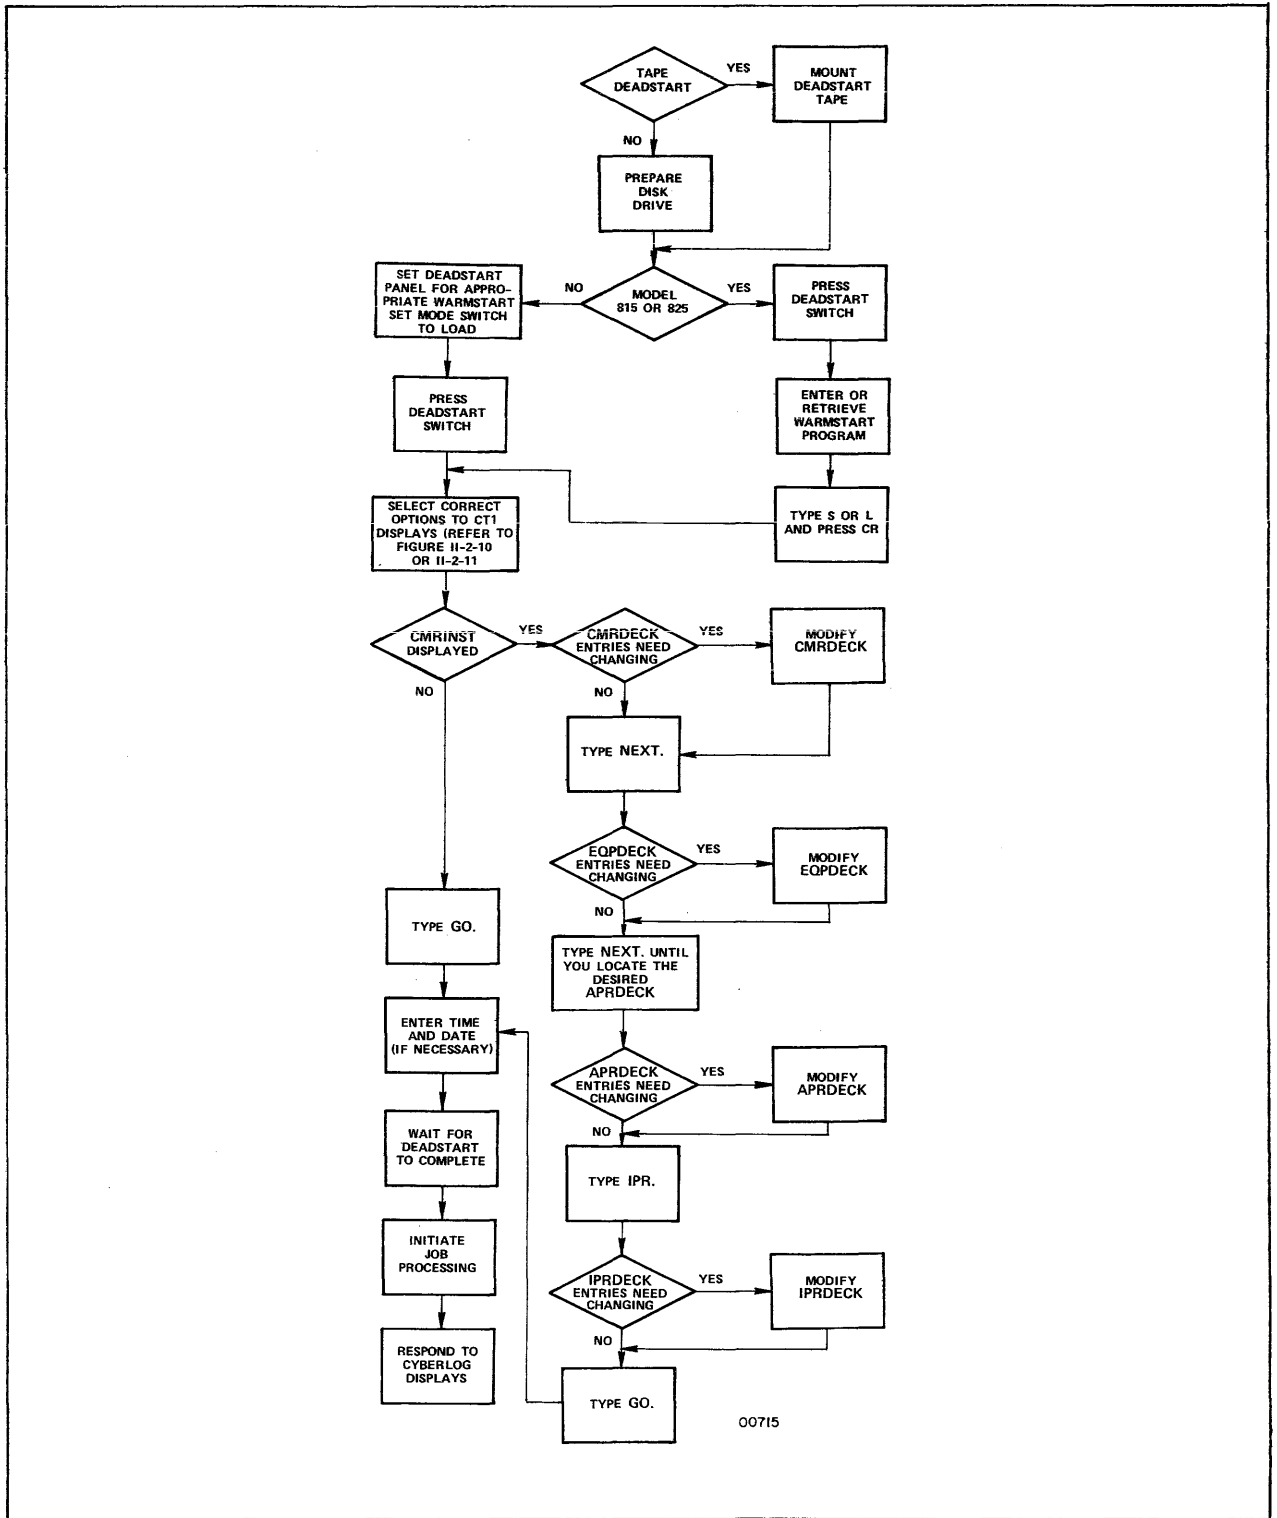 TAPE
DEADSTART
YES
MOUNT
DEADSTART
TAPE
NO
PREPARE
DISK
DRIVE
SET DEADSTART
PANEL FOR APPRO-
PRIATE WARMSTART
SET MODE SWITCH
TO LOAD
NO
MODEL
815 OR 825
YES
PRESS
DEADSTART
SWITCH
PRESS
DEADSTART
SWITCH
ENTER OR
RETRIEVE
WARMSTART
PROGRAM
SELECT CORRECT
OPTIONS TO CT1
DISPLAYS (REFER TO
FIGURE II-2-10
OR II-2-11
TYPE S OR L
AND PRESS CR
CMRINST
DISPLAYED
YES
CMRDECK
ENTRIES NEED
CHANGING
YES
MODIFY
CMRDECK
NO
NO
TYPE NEXT.
EQPDECK
ENTRIES NEED
CHANGING
YES
MODIFY
EQPDECK
NO
TYPE GO.
TYPE NEXT. UNTIL
YOU LOCATE THE
DESIRED
APRDECK
ENTER TIME
AND DATE
(IF NECESSARY)
APRDECK
ENTRIES NEED
CHANGING
YES
MODIFY
APRDECK
NO
WAIT FOR
DEADSTART
TO COMPLETE
TYPE IPR.
INITIATE
JOB
PROCESSING
IPRDECK
ENTRIES NEED
CHANGING
YES
MODIFY
IPRDECK
NO
RESPOND TO
CYBERLOG
DISPLAYS
TYPE GO.
00715